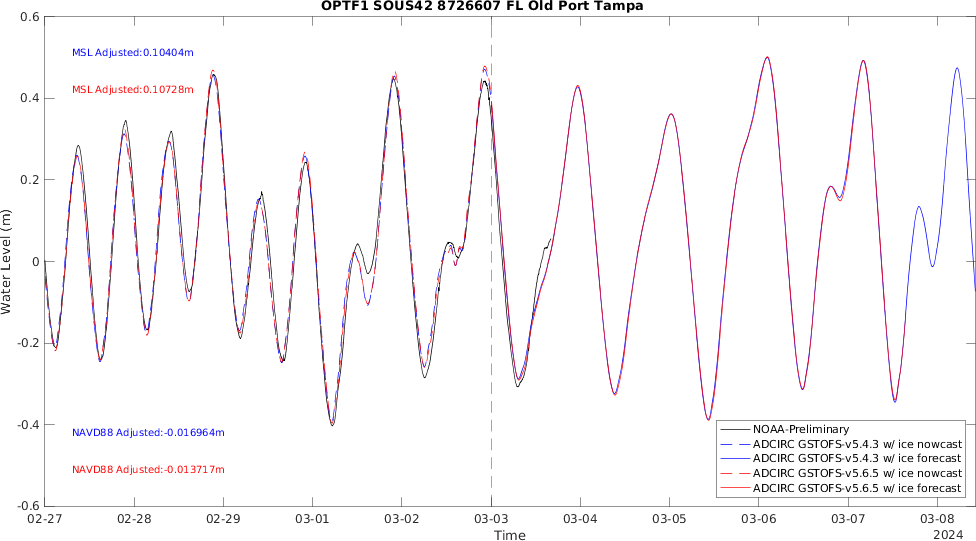 OPTF1 SOUS42 8726607 FL Old Port Tampa
0.6
MSL Adjusted:0.10404m
MSL Adjusted:0.10728m
0.4
0.2
0
-0.2
-0.4
-0.6
Water Level (m)
NAVD88 Adjusted:-0.016964m
NAVD88 Adjusted:-0.013717m
NOAA-Preliminary
ADCIRC GSTOFS-v5.4.3 w/ ice nowcast
ADCIRC GSTOFS-v5.4.3 w/ ice forecast
ADCIRC GSTOFS-v5.6.5 w/ ice nowcast
ADCIRC GSTOFS-v5.6.5 w/ ice forecast
02-27 02-28 02-29 03-01 03-02 03-03 03-04 03-05 03-06 03-07 03-08
Time
2024